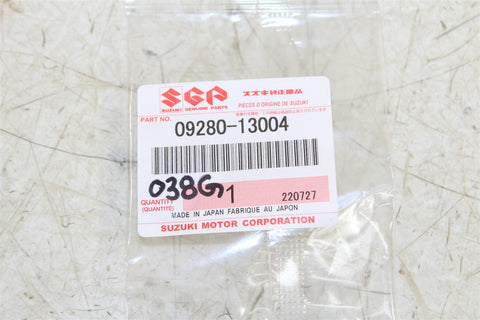 SGP スズキ純正部品
SUZUKI GENUINE PARTS PIECES D'ORIGINE DE SUZUKI
PART NO.
09280-13004
038G
QUANTITY 1 220727
(QUANTITÉ)
MADE IN JAPAN FABRIQUE AU JAPON
SUZUKI MOTOR CORPORATION